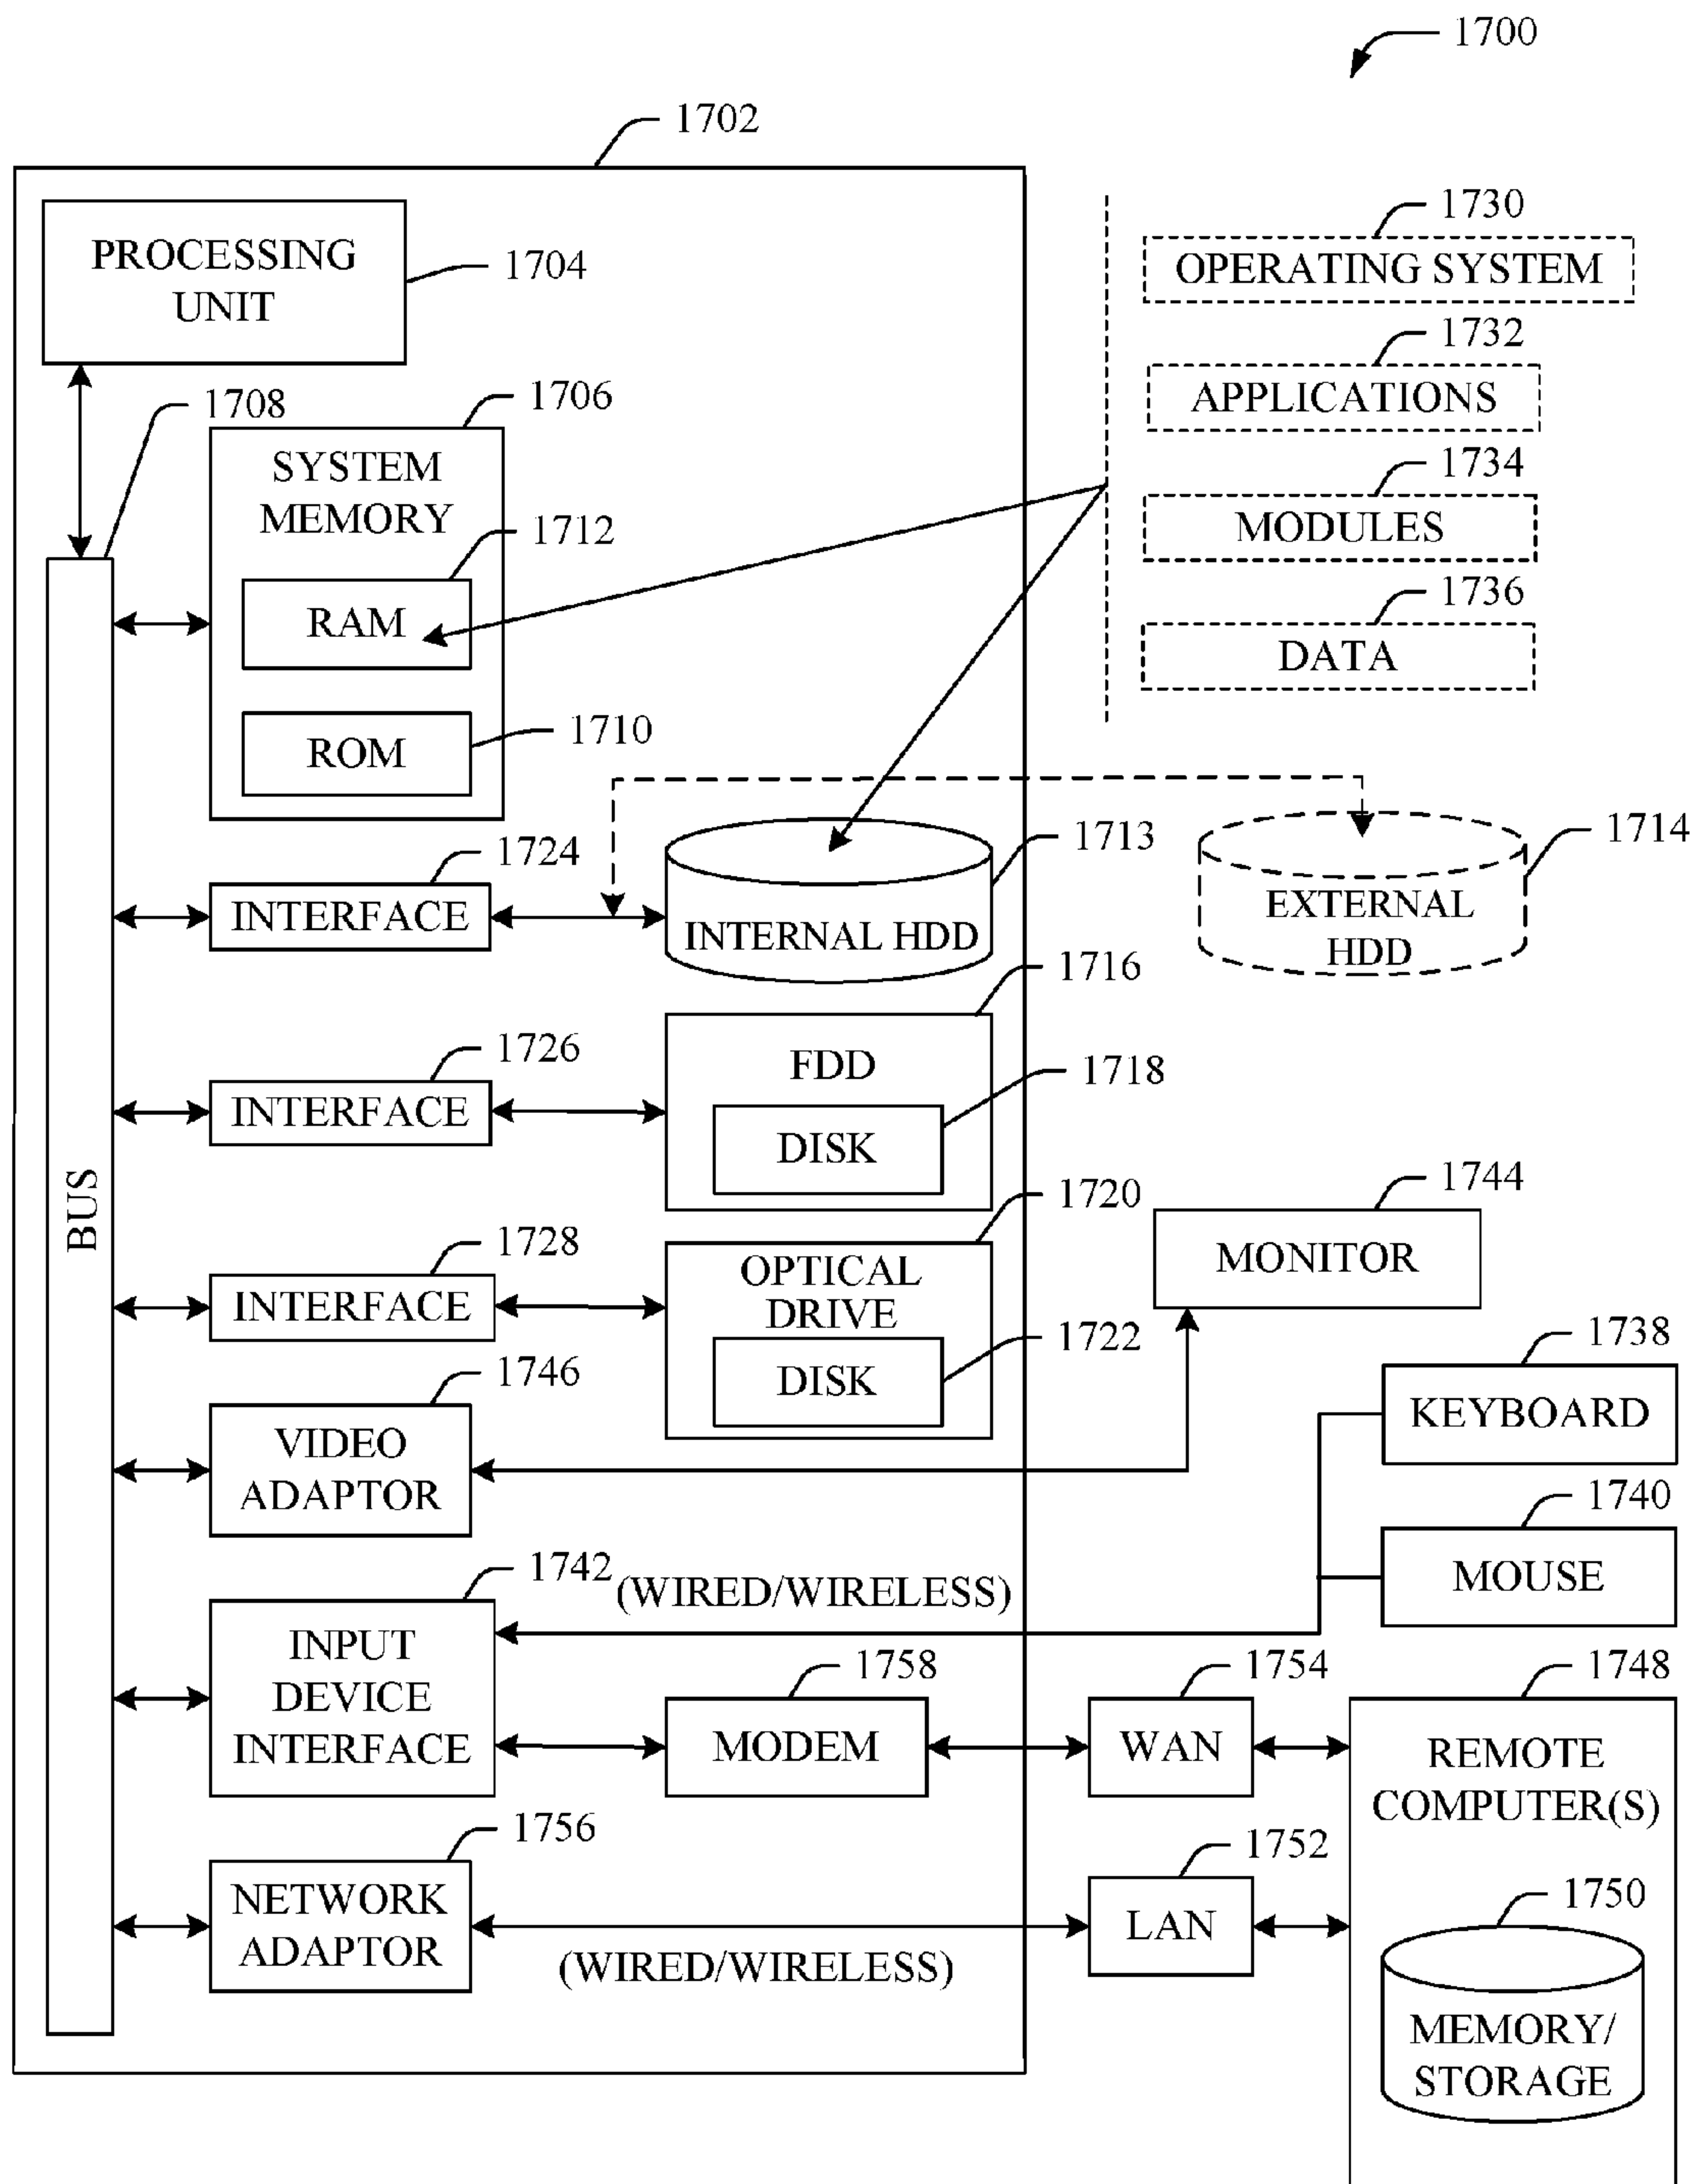 1700
1702
PROCESSING
UNIT
1704
1730
OPERATING SYSTEM
1732
APPLICATIONS
1734
MODULES
1736
DATA
1708
1706
SYSTEM
MEMORY
1712
RAM
1710
ROM
1724
INTERFACE
1713
INTERNAL HDD
1714
EXTERNAL
HDD
1716
FDD
1726
INTERFACE
1718
DISK
BUS
1720
OPTICAL
DRIVE
1728
INTERFACE
1722
DISK
1744
MONITOR
1746
VIDEO
ADAPTOR
1738
KEYBOARD
1740
MOUSE
1742
(WIRED/WIRELESS)
INPUT
DEVICE
INTERFACE
1758
MODEM
1754
WAN
1748
REMOTE
COMPUTER(S)
1756
NETWORK
ADAPTOR
(WIRED/WIRELESS)
1752
LAN
1750
MEMORY/
STORAGE